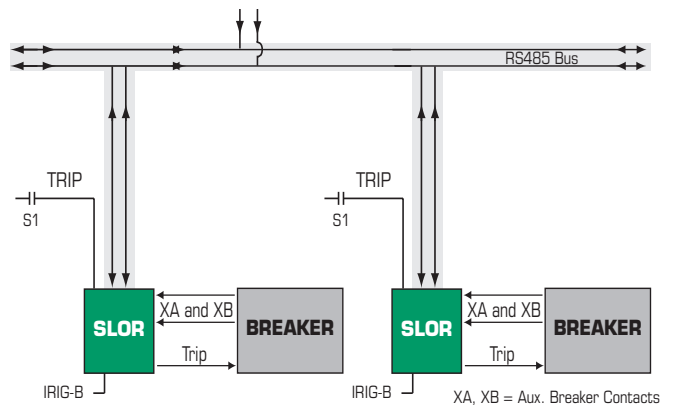 RS485 Bus
TRIP
S1
TRIP
S1
SLOR
XA and XB
Trip
BREAKER
SLOR
XA and XB
Trip
BREAKER
IRIG-B
IRIG-B
XA, XB = Aux. Breaker Contacts